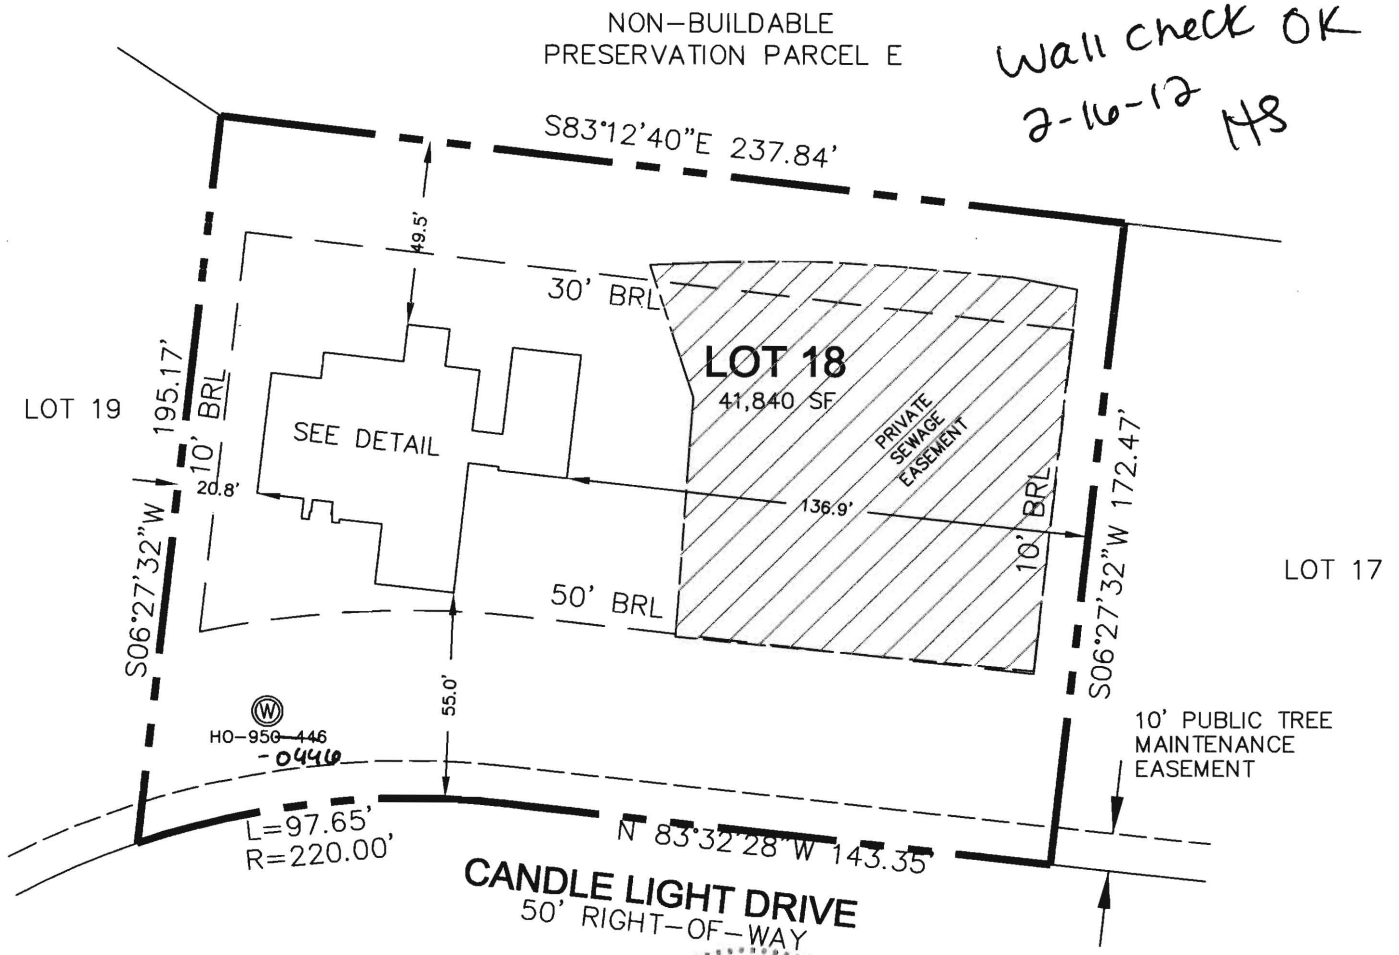 NON-BUILDABLE
PRESERVATION PARCEL E
Wall Check OK
2-16-12 HS
S83°12'40"E 237.84'
49.5'
30' BRL
LOT 18
41,840 SF
PRIVATE
SEWAGE
EASEMENT
LOT 19
195.17'
S06°27'32"W
10' BRL
20.8'
SEE DETAIL
136.9'
10' BRL
S06°27'32"W 172.47'
LOT 17
50' BRL
55.0'
W
HO-950-446
-0446
10' PUBLIC TREE
MAINTENANCE
EASEMENT
L=97.65'
R=220.00'
N 83°32'28"W 143.35'
CANDLE LIGHT DRIVE
50' RIGHT-OF-WAY